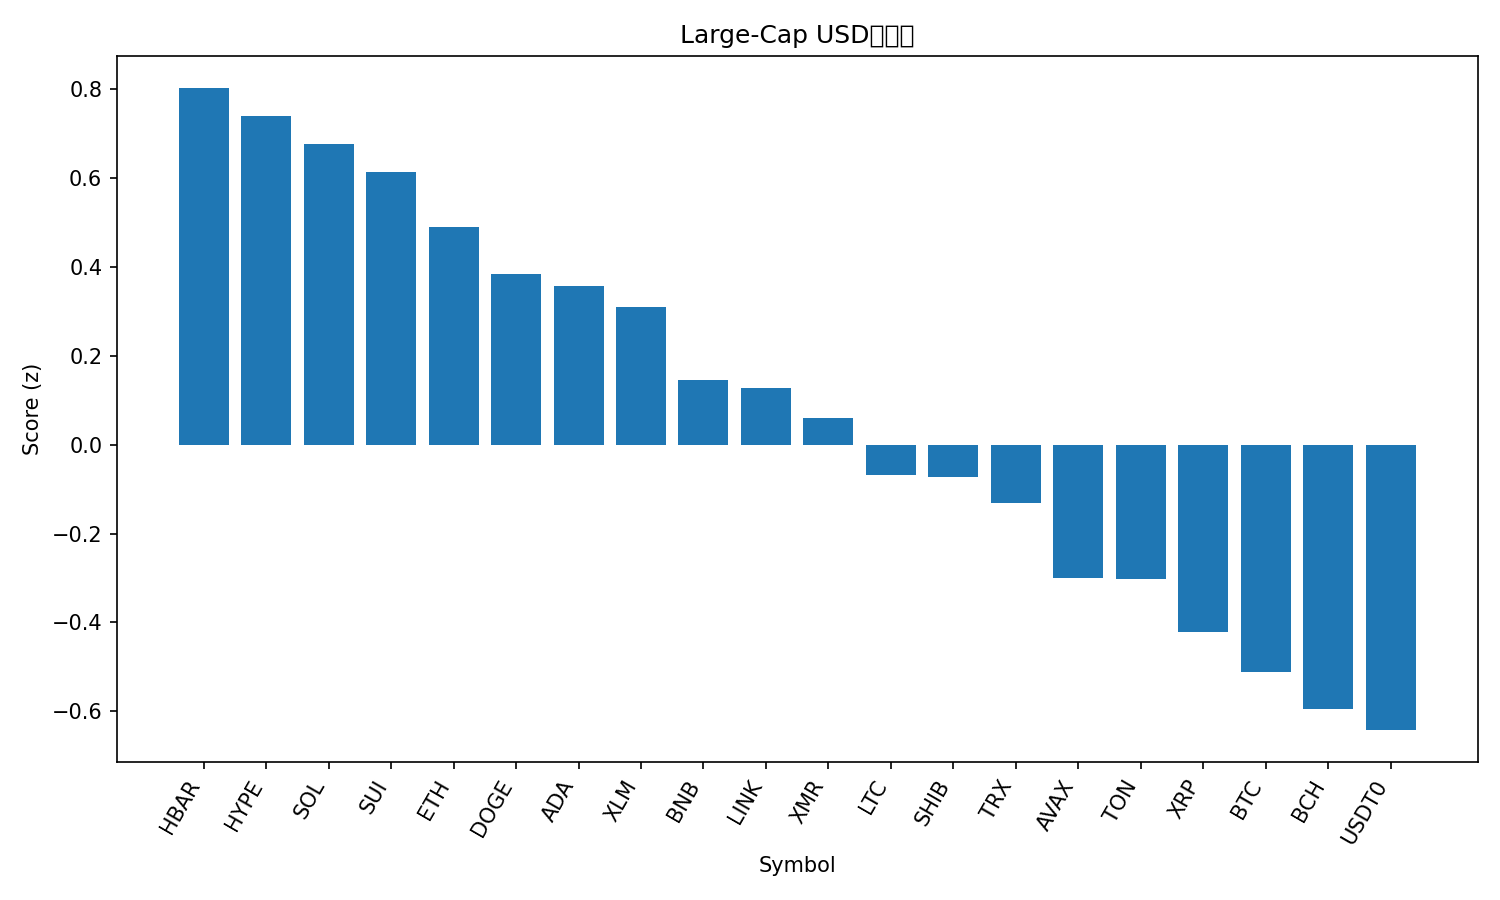 Large-Cap USD
0.8
0.6
0.4
0.2
0.0
−0.2
−0.4
−0.6
Score (z)
HBAR
HYPE
SOL
SUI
ETH
DOGE
ADA
XLM
BNB
LINK
XMR
LTC
SHIB
TRX
AVAX
TON
XRP
BTC
BCH
USDT0
Symbol